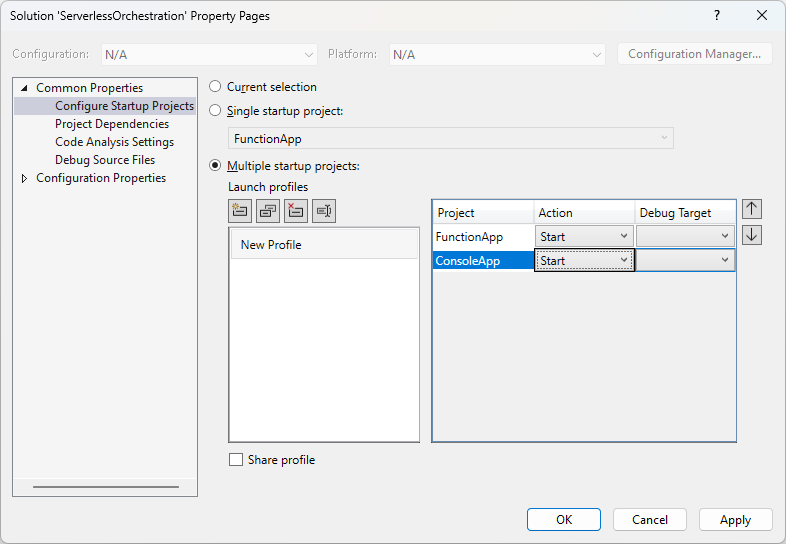 Solution 'ServerlessOrchestration' Property Pages
Configuration: N/A Platform: N/A Configuration Manager...
Common Properties
Configure Startup Projects
Project Dependencies
Code Analysis Settings
Debug Source Files
Configuration Properties
Current selection
Single startup project:
FunctionApp
Multiple startup projects:
Launch profiles
New Profile
Project Action Debug Target
FunctionApp Start
ConsoleApp Start
Share profile
OK Cancel Apply